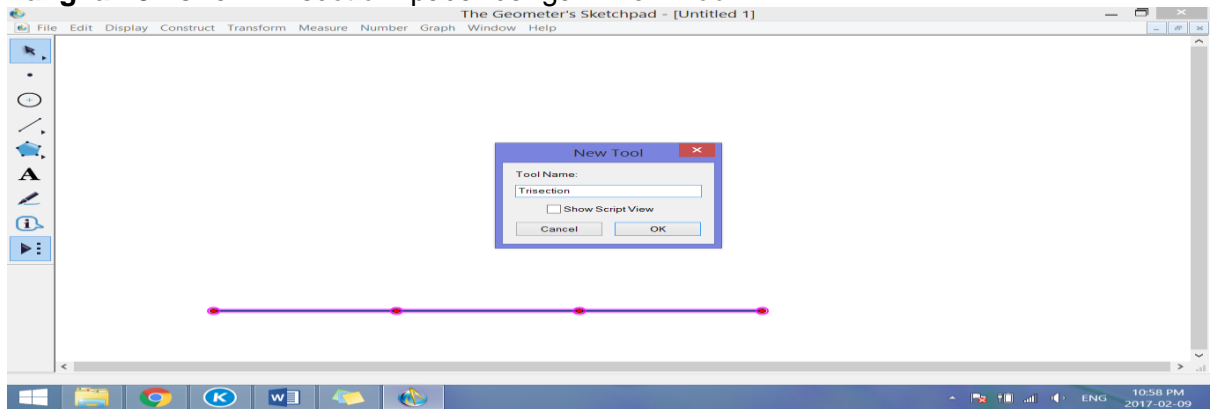 The Geometer's Sketchpad - [Untitled 1]
File Edit Display Construct Transform Measure Number Graph Window Help
A
New Tool
Tool Name:
Trisection
Show Script View
Cancel OK
ENG 10:58 PM
2017-02-09